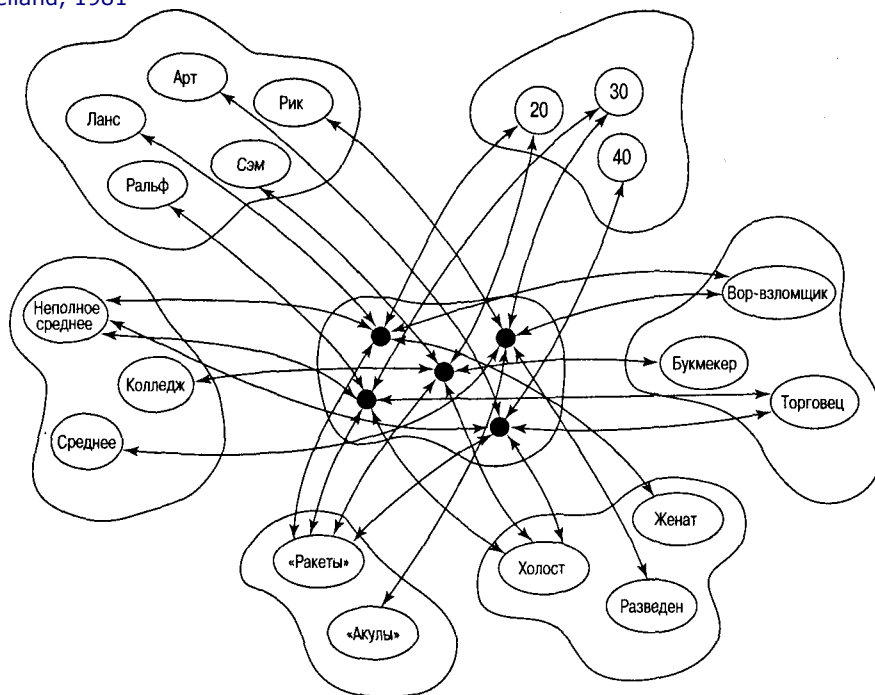 elland, 1981
Арт
Рик
Ланс
Сэм
Ральф
20
30
40
Неполное
среднее
Колледж
Среднее
Вор-взломщик
Букмекер
Торговец
«Ракеты»
«Акулы»
Холост
Женат
Разведен